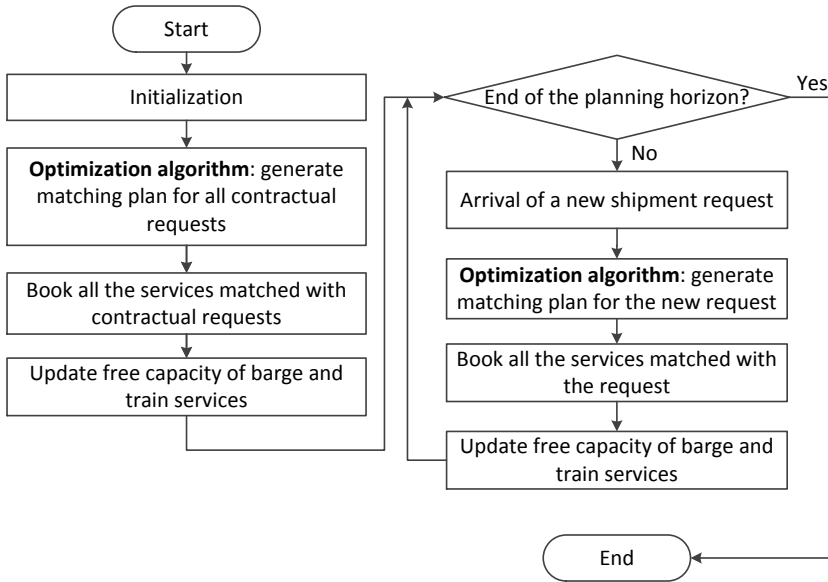 Start
Initialization
Optimization algorithm: generate
matching plan for all contractual
requests
Book all the services matched with
contractual requests
Update free capacity of barge and
train services
End of the planning horizon?
Yes
No
Arrival of a new shipment request
Optimization algorithm: generate
matching plan for the new request
Book all the services matched with
the request
Update free capacity of barge and
train services
End